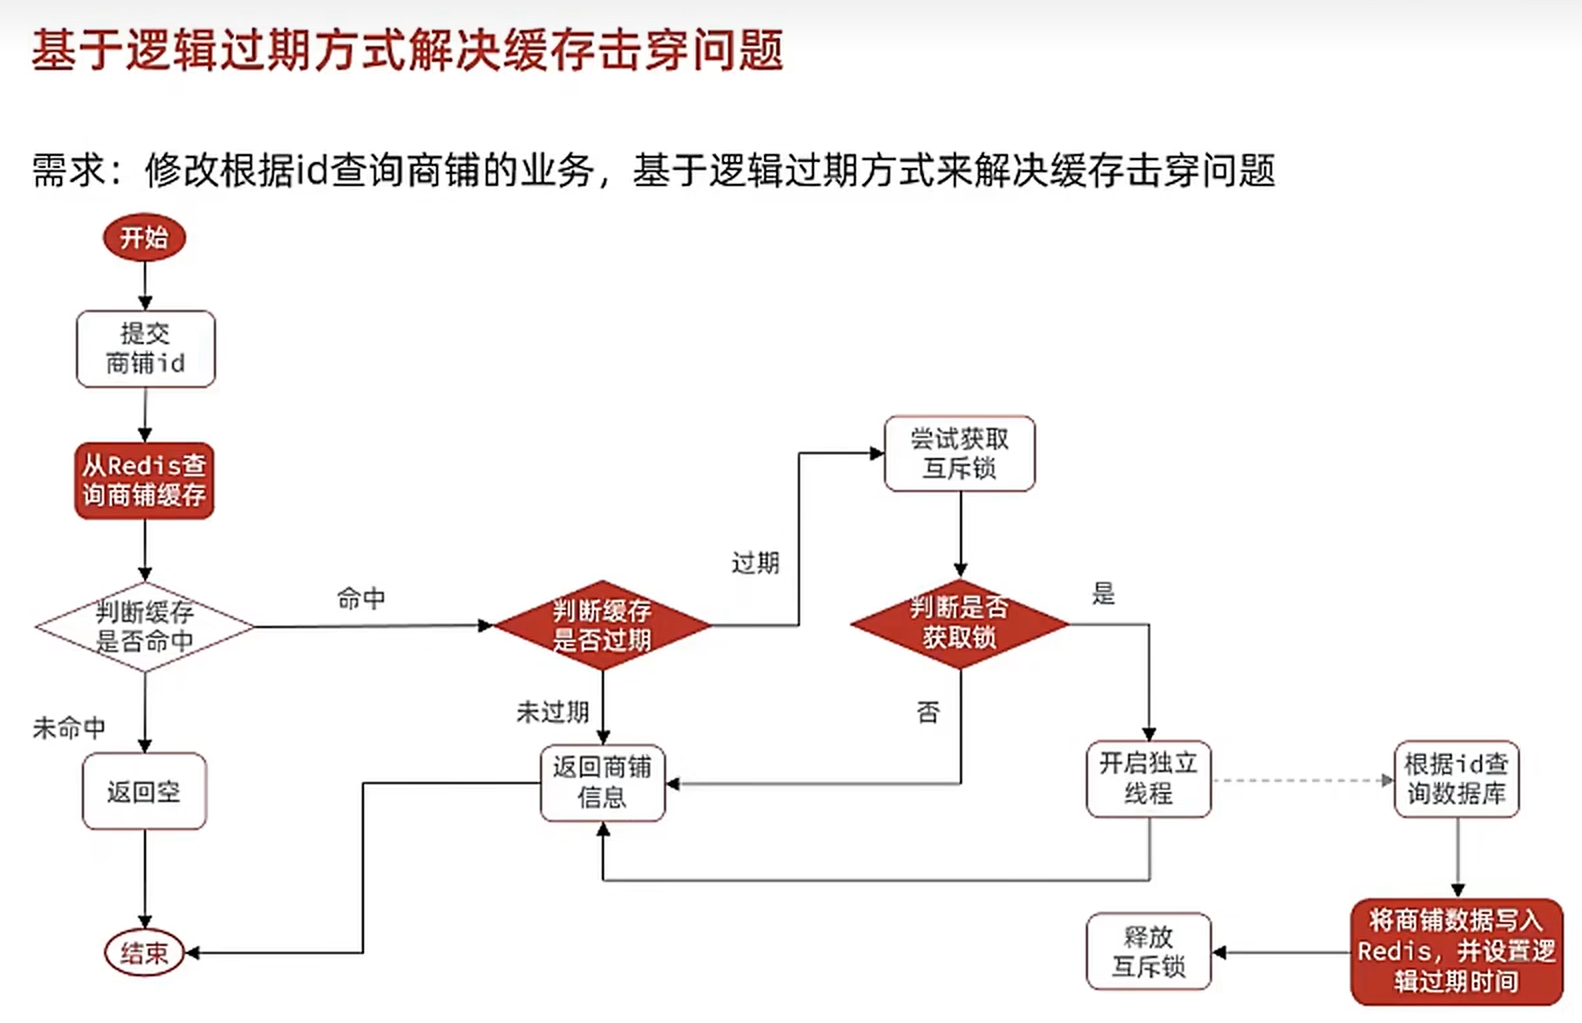 基于逻辑过期方式解决缓存击穿问题
需求：修改根据id查询商铺的业务，基于逻辑过期方式来解决缓存击穿问题
开始
提交
商铺id
从Redis查
询商铺缓存
判断缓存
是否命中
命中
未命中
返回空
结束
判断缓存
是否过期
过期
未过期
返回商铺
信息
尝试获取
互斥锁
判断是否
获取锁
是
否
开启独立
线程
根据id查
询数据库
将商铺数据写入
Redis，并设置逻
辑过期时间
释放
互斥锁